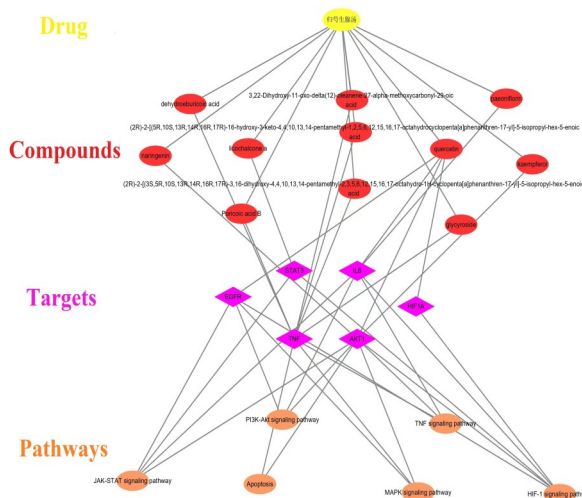 Drug
归芎生脉汤
dehydroeburicoic acid
3,22-Dihydroxy-11-oxo-delta(12)-oleanene-27-alpha-methoxycarbonyl-29-oic
acid
paeoniflorin
(2R)-2-[(5R,10S,13R,14R,16R,17R)-16-hydroxy-3-keto-4,4,10,13,14-pentamethyl-1,2,5,6,12,15,16,17-octahydrocyclopenta[a]phenanthren-17-yl]-5-isopropyl-hex-5-enoic
acid
Compounds
naringenin
licochalcone a
quercetin
kaempferol
(2R)-2-[(3S,5R,10S,13R,14R,16R,17R)-3,16-dihydroxy-4,4,10,13,14-pentamethyl-2,3,5,6,12,15,16,17-octahydro-1H-cyclopenta[a]phenanthren-17-yl]-5-isopropyl-hex-5-enoic
acid
Poricoic acid B
glycyroside
STAT3
IL6
Targets
EGFR
HIF1A
TNF
AKT1
PI3K-Akt signaling pathway
TNF signaling pathway
Pathways
JAK-STAT signaling pathway
Apoptosis
MAPK signaling pathway
HIF-1 signaling path